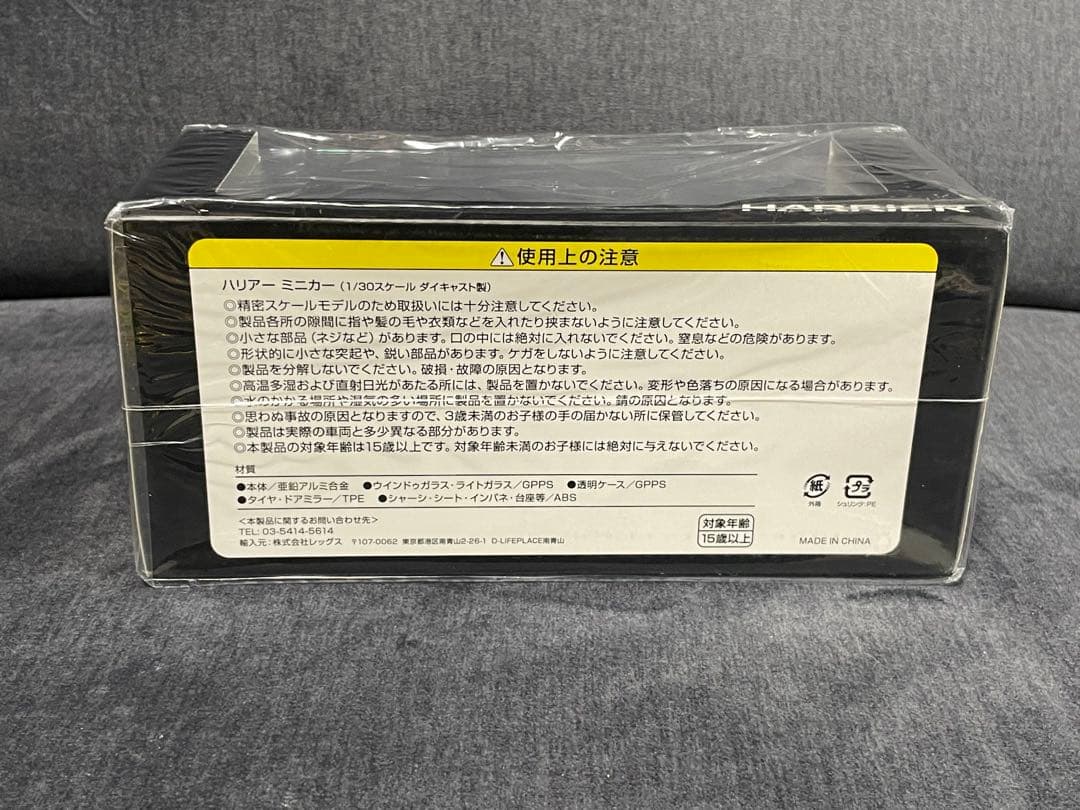 HARRIER
⚠使用上の注意
ハリアー ミニカー（1/30スケール ダイキャスト製）
◎精密スケールモデルのため取扱いには十分注意してください。
◎製品各所の隙間に指や髪の毛や衣類などを入れたり挟まないように注意してください。
◎小さな部品（ネジなど）があります。口の中には絶対に入れないでください。窒息などの危険があります。
◎形状的に小さな突起や、鋭い部品があります。ケガをしないように注意してください。
◎製品を分解しないでください。破損・故障の原因となります。
◎高温多湿および直射日光があたる所には、製品を置かないでください。変形や色落ちの原因になる場合があります。
◎水のかかる場所や湿気の多い場所に製品を置かないでください。錆の原因となります。
◎思わぬ事故の原因となりますので、3歳未満のお子様の手の届かない所に保管してください。
◎製品は実際の車両と多少異なる部分があります。
◎本製品の対象年齢は15歳以上です。対象年齢未満のお子様には絶対に与えないでください。
材質
●本体／亜鉛アルミ合金 ●ウインドゥガラス・ライトガラス／GPPS ●透明ケース／GPPS
●タイヤ・ドアミラー／TPE ●シャーシ・シート・インパネ・台座等／ABS
紙 プラ
外箱 シュリンク:PE
＜本製品に関するお問い合わせ先＞
TEL: 03-5414-5614
輸入元：株式会社レッグス 〒107-0062 東京都港区南青山2-26-1 D-LIFEPLACE南青山
対象年齢
15歳以上
MADE IN CHINA